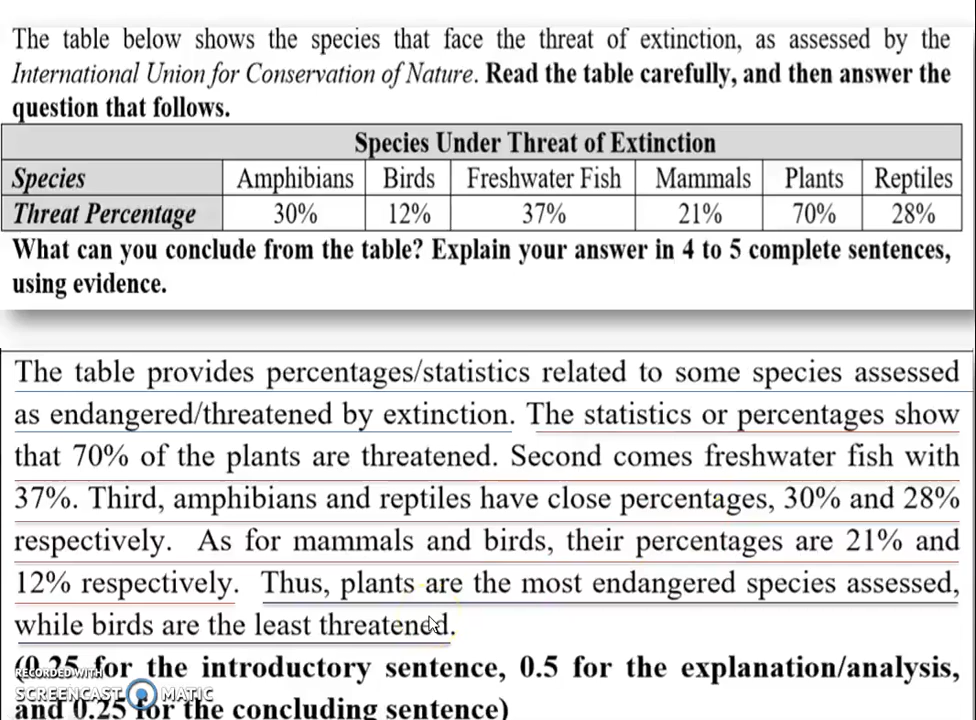 The table below shows the species that face the threat of extinction, as assessed by the
International Union for Conservation of Nature. Read the table carefully, and then answer the
question that follows.
Species Under Threat of Extinction
Species Amphibians Birds Freshwater Fish Mammals Plants Reptiles
Threat Percentage 30% 12% 37% 21% 70% 28%
What can you conclude from the table? Explain your answer in 4 to 5 complete sentences,
using evidence.
The table provides percentages/statistics related to some species assessed
as endangered/threatened by extinction. The statistics or percentages show
that 70% of the plants are threatened. Second comes freshwater fish with
37%. Third, amphibians and reptiles have close percentages, 30% and 28%
respectively. As for mammals and birds, their percentages are 21% and
12% respectively. Thus, plants are the most endangered species assessed,
while birds are the least threatened.
(0.25 for the introductory sentence, 0.5 for the explanation/analysis,
and 0.25 for the concluding sentence)
RECORDED WITH
SCREENCAST MATIC